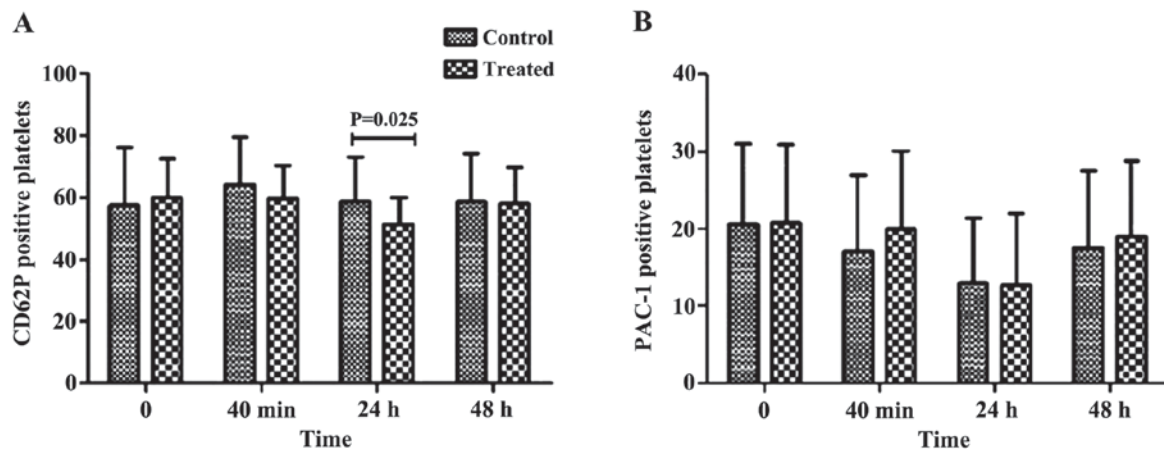 A
Control
Treated
P=0.025
CD62P positive platelets
100
80
60
40
20
0
0
40 min
24 h
48 h
Time
B
PAC-1 positive platelets
40
30
20
10
0
0
40 min
24 h
48 h
Time